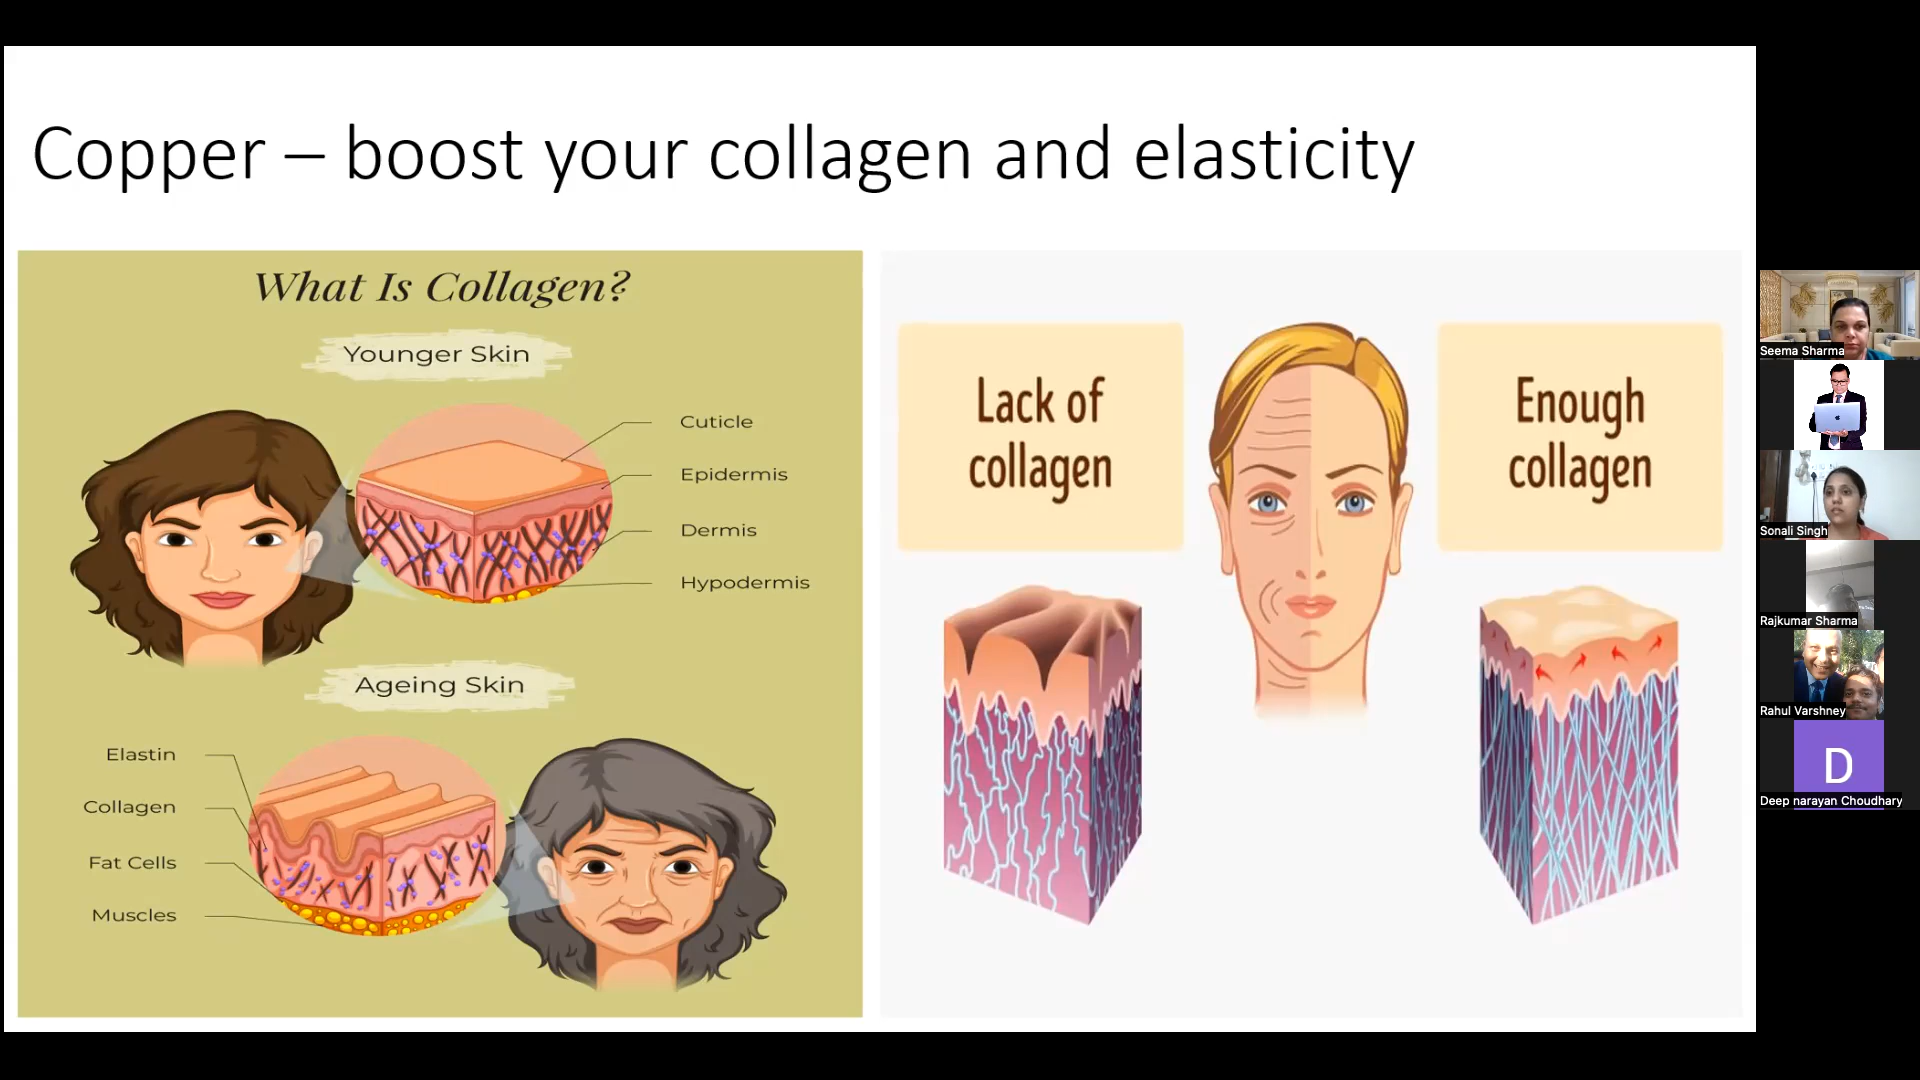 Copper – boost your collagen and elasticity
What Is Collagen?
Younger Skin
Cuticle
Epidermis
Dermis
Hypodermis
Ageing Skin
Elastin
Collagen
Fat Cells
Muscles
Lack of
collagen
Enough
collagen
Seema Sharma
Sonali Singh
Rajkumar Sharma
Rahul Varshney
D
Deep narayan Choudhary